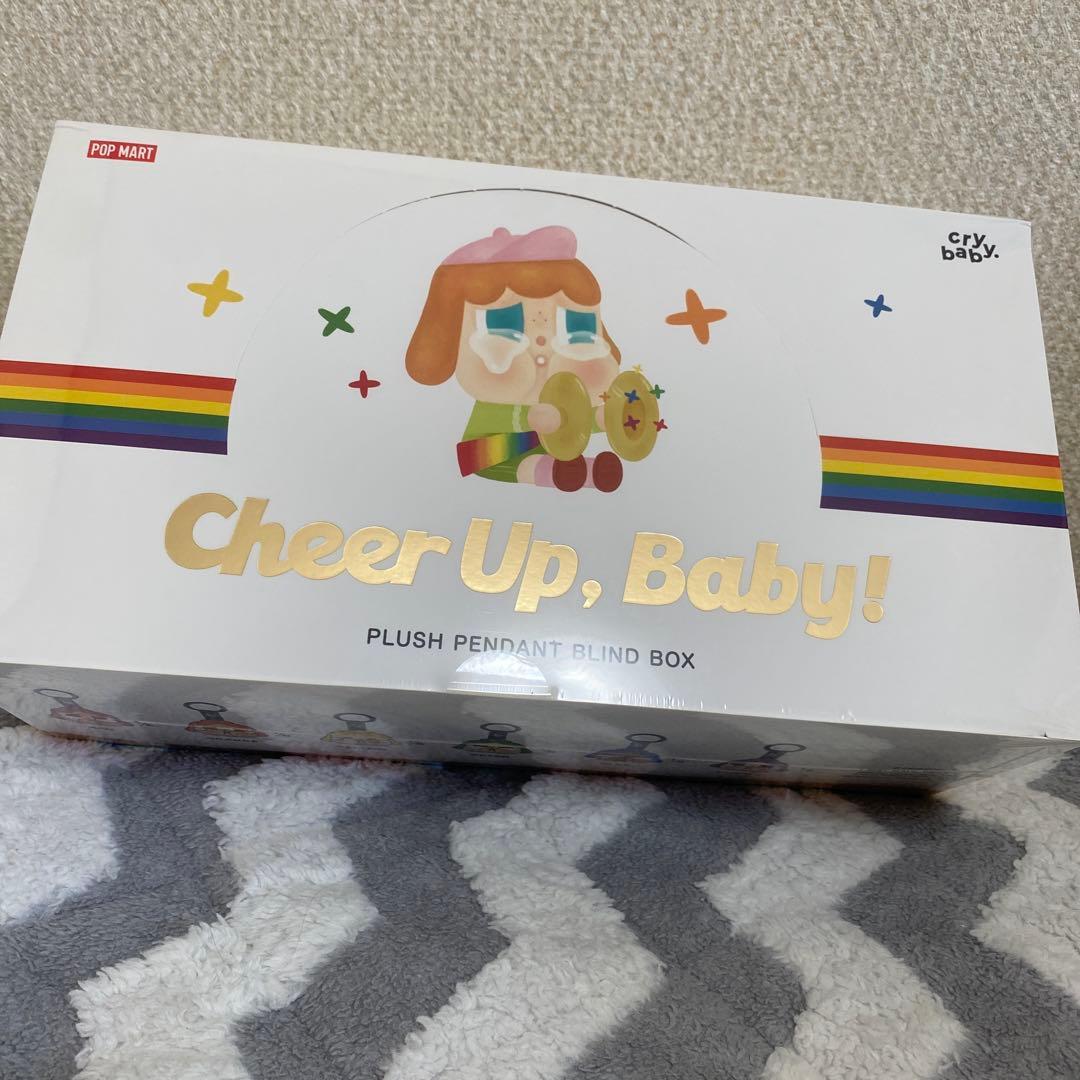 POP MART
cry
baby.
Cheer Up, Baby!
PLUSH PENDANT BLIND BOX